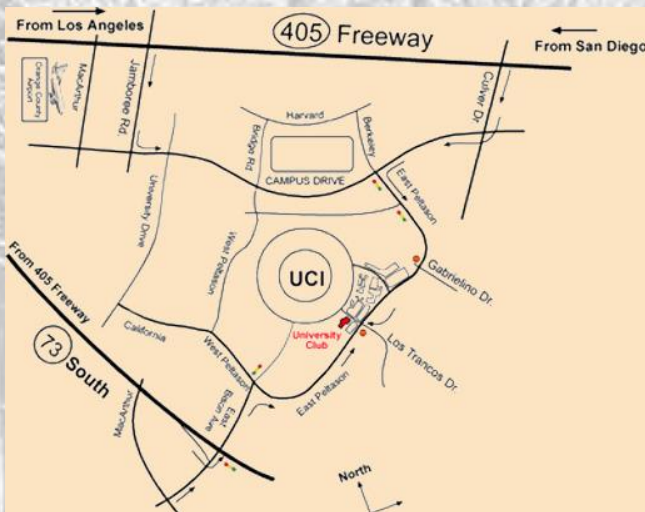 From Los Angeles
405 Freeway
From San Diego
Orange County
Airport
MacArthur
Jamboree Rd.
Culver Dr.
Harvard
Bridge Rd
Berkeley
CAMPUS DRIVE
East Peltason
University Drive
West Peltason
UCI
Gabrielino Dr.
From 405 Freeway
73 South
California
West Peltason
University
Club
Los Trancos Dr.
East Peltason
East
Bison Ave
MacArthur
North